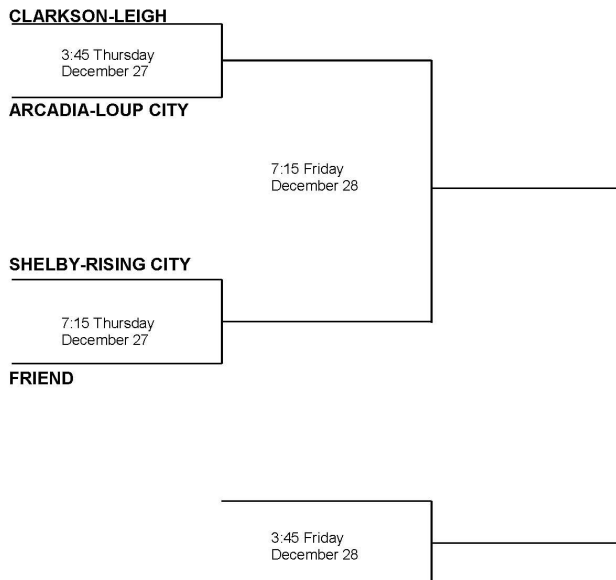 CLARKSON-LEIGH
3:45 Thursday
December 27
ARCADIA-LOUP CITY
7:15 Friday
December 28
SHELBY-RISING CITY
7:15 Thursday
December 27
FRIEND
3:45 Friday
December 28